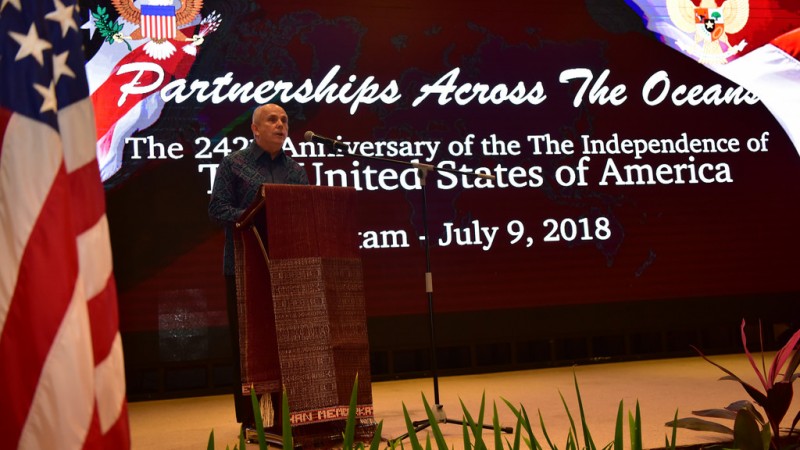 Partnerships Across The Oceans
The 242 Anniversary of the The Independence of
United States of America
July 9, 2018